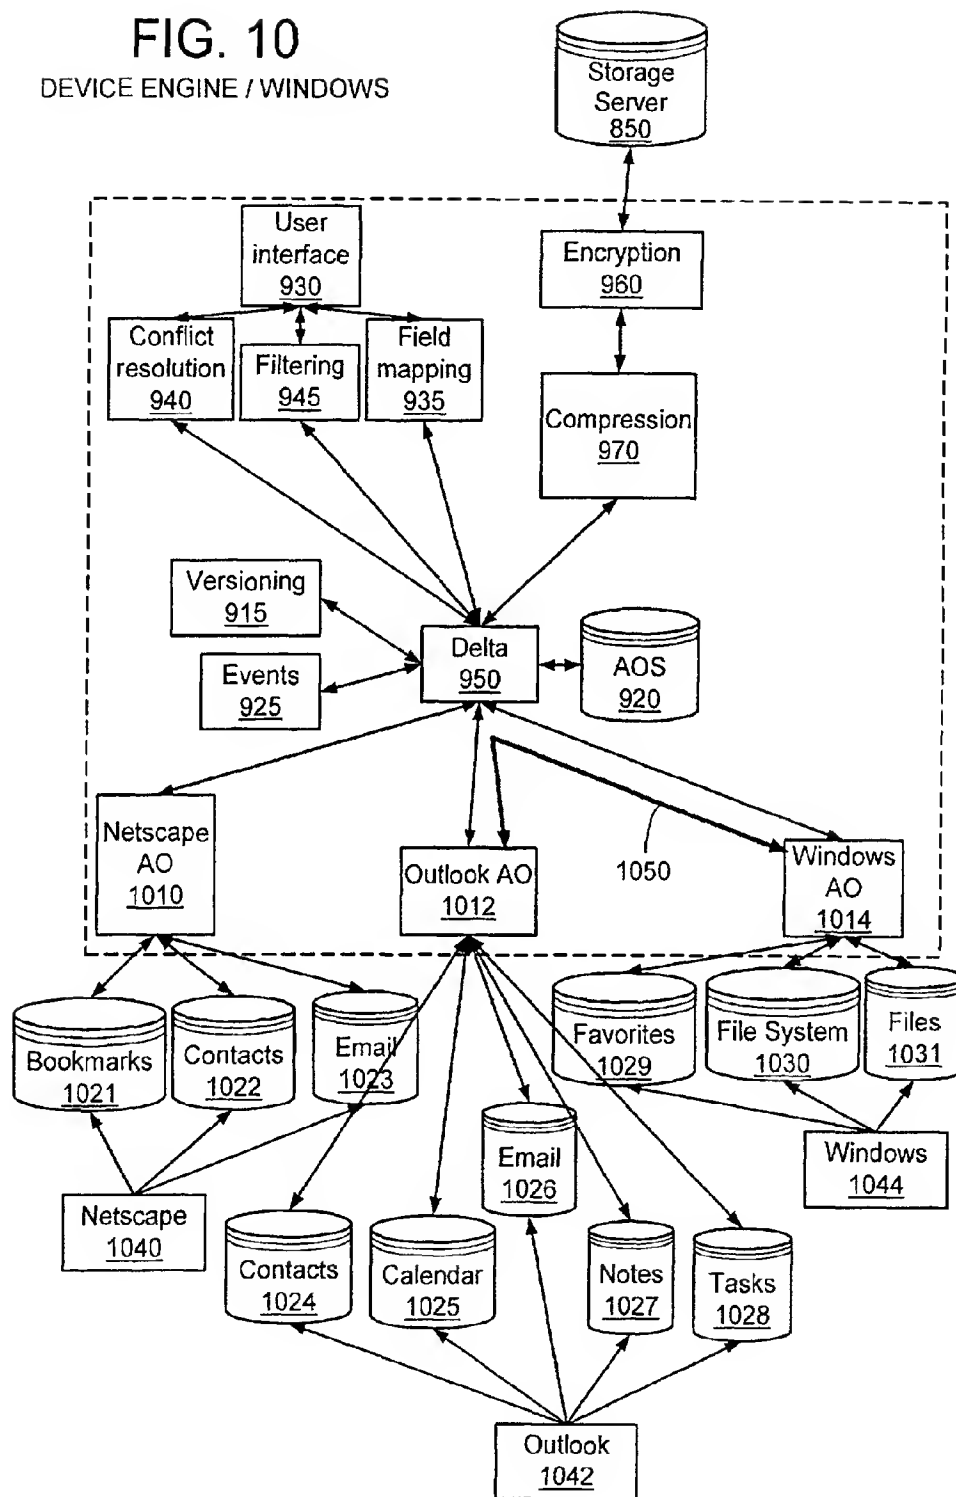 FIG. 10
DEVICE ENGINE / WINDOWS
Storage
Server
850
User
interface
930
Encryption
960
Conflict
resolution
940
Filtering
945
Field
mapping
935
Compression
970
Versioning
915
Events
925
Delta
950
AOS
920
Netscape
AO
1010
Outlook AO
1012
1050
Windows
AO
1014
Bookmarks
1021
Contacts
1022
Email
1023
Favorites
1029
File System
1030
Files
1031
Netscape
1040
Contacts
1024
Calendar
1025
Email
1026
Notes
1027
Tasks
1028
Windows
1044
Outlook
1042